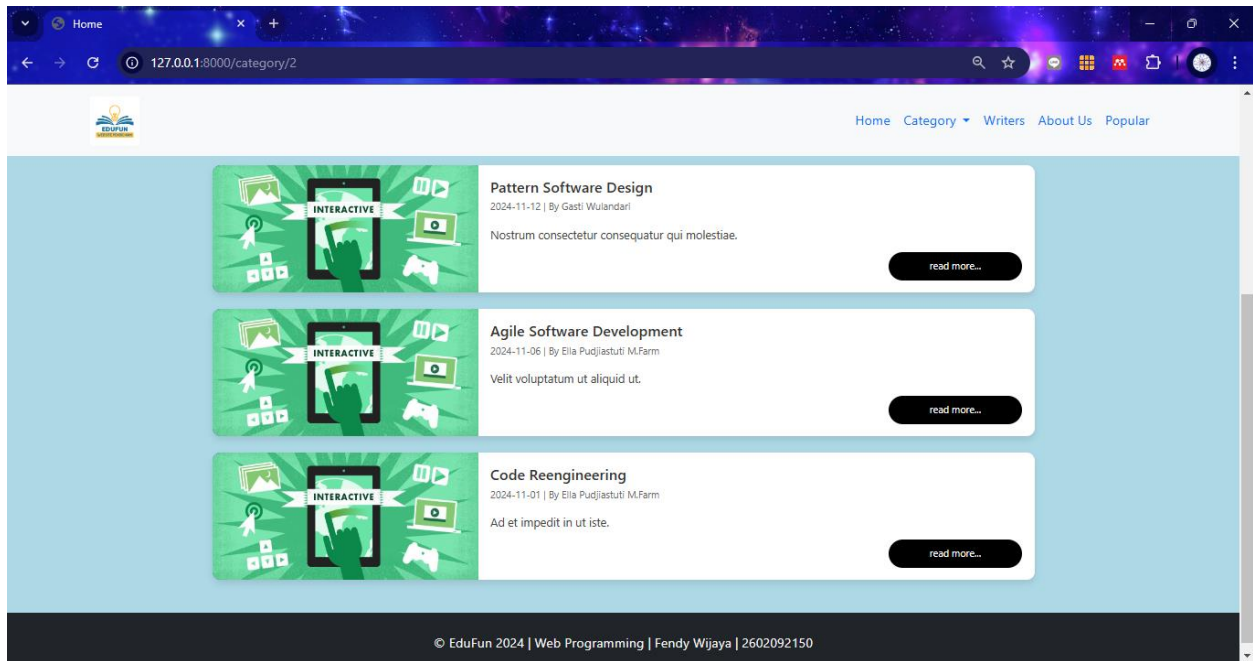 Home
127.0.0.1:8000/category/2
EDUFUN
Home Category Writers About Us Popular
INTERACTIVE
Pattern Software Design
2024-11-12 | By Gasti Wulandari
Nostrum consectetur consequatur qui molestiae.
read more...
INTERACTIVE
Agile Software Development
2024-11-06 | By Ella Pudjiastuti M.Farm
Velit voluptatum ut aliquid ut.
read more...
INTERACTIVE
Code Reengineering
2024-11-01 | By Ella Pudjiastuti M.Farm
Ad et impedit in ut iste.
read more...
© EduFun 2024 | Web Programming | Fendy Wijaya | 2602092150